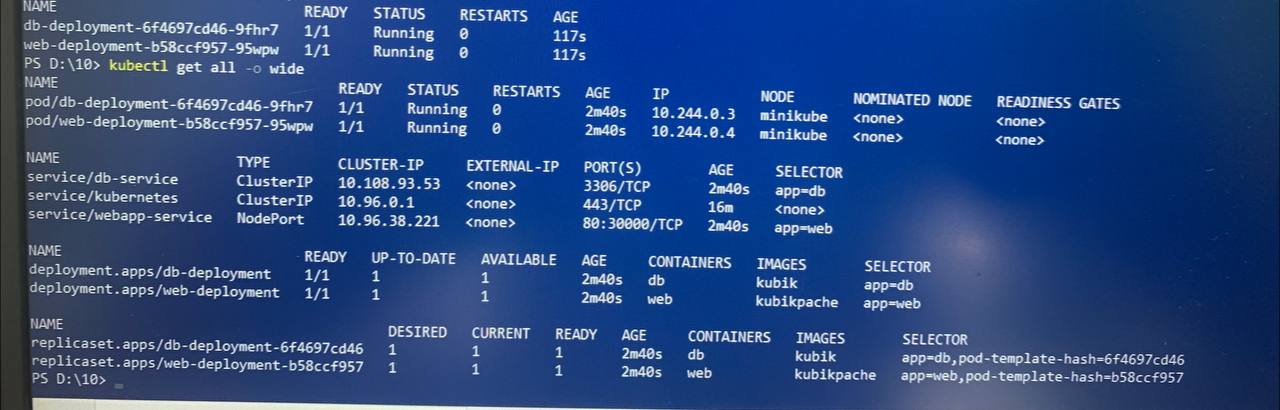 NAME READY STATUS RESTARTS AGE
db-deployment-6f4697cd46-9fhr7 1/1 Running 0 117s
web-deployment-b58ccf957-95wpw 1/1 Running 0 117s
PS D:\10> kubectl get all -o wide
NAME READY STATUS RESTARTS AGE IP NODE NOMINATED NODE READINESS GATES
pod/db-deployment-6f4697cd46-9fhr7 1/1 Running 0 2m40s 10.244.0.3 minikube <none> <none>
pod/web-deployment-b58ccf957-95wpw 1/1 Running 0 2m40s 10.244.0.4 minikube <none> <none>
NAME TYPE CLUSTER-IP EXTERNAL-IP PORT(S) AGE SELECTOR
service/db-service ClusterIP 10.108.93.53 <none> 3306/TCP 2m40s app=db
service/kubernetes ClusterIP 10.96.0.1 <none> 443/TCP 16m <none>
service/webapp-service NodePort 10.96.38.221 <none> 80:30000/TCP 2m40s app=web
NAME READY UP-TO-DATE AVAILABLE AGE CONTAINERS IMAGES SELECTOR
deployment.apps/db-deployment 1/1 1 1 2m40s db kubik app=db
deployment.apps/web-deployment 1/1 1 1 2m40s web kubikpache app=web
NAME DESIRED CURRENT READY AGE CONTAINERS IMAGES SELECTOR
replicaset.apps/db-deployment-6f4697cd46 1 1 1 2m40s db kubik app=db,pod-template-hash=6f4697cd46
replicaset.apps/web-deployment-b58ccf957 1 1 1 2m40s web kubikpache app=web,pod-template-hash=b58ccf957
PS D:\10>